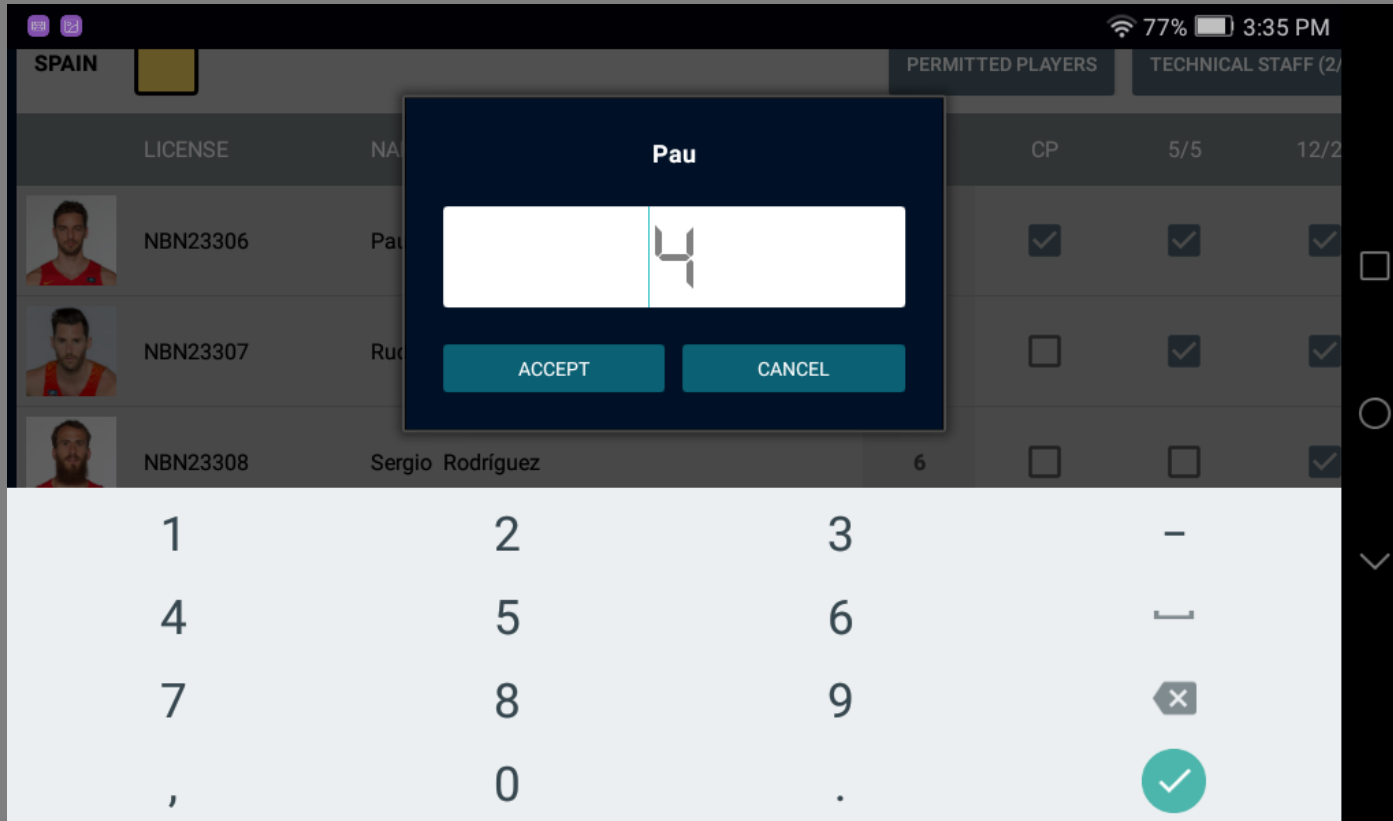 77% 3:35 PM
SPAIN PERMITTED PLAYERS TECHNICAL STAFF (2/
LICENSE NA CP 5/5 12/2
Pau
NBN23306 Pau
4
NBN23307 Ru
ACCEPT CANCEL
NBN23308 Sergio Rodríguez 6
1 2 3 -
4 5 6
7 8 9
, 0 .